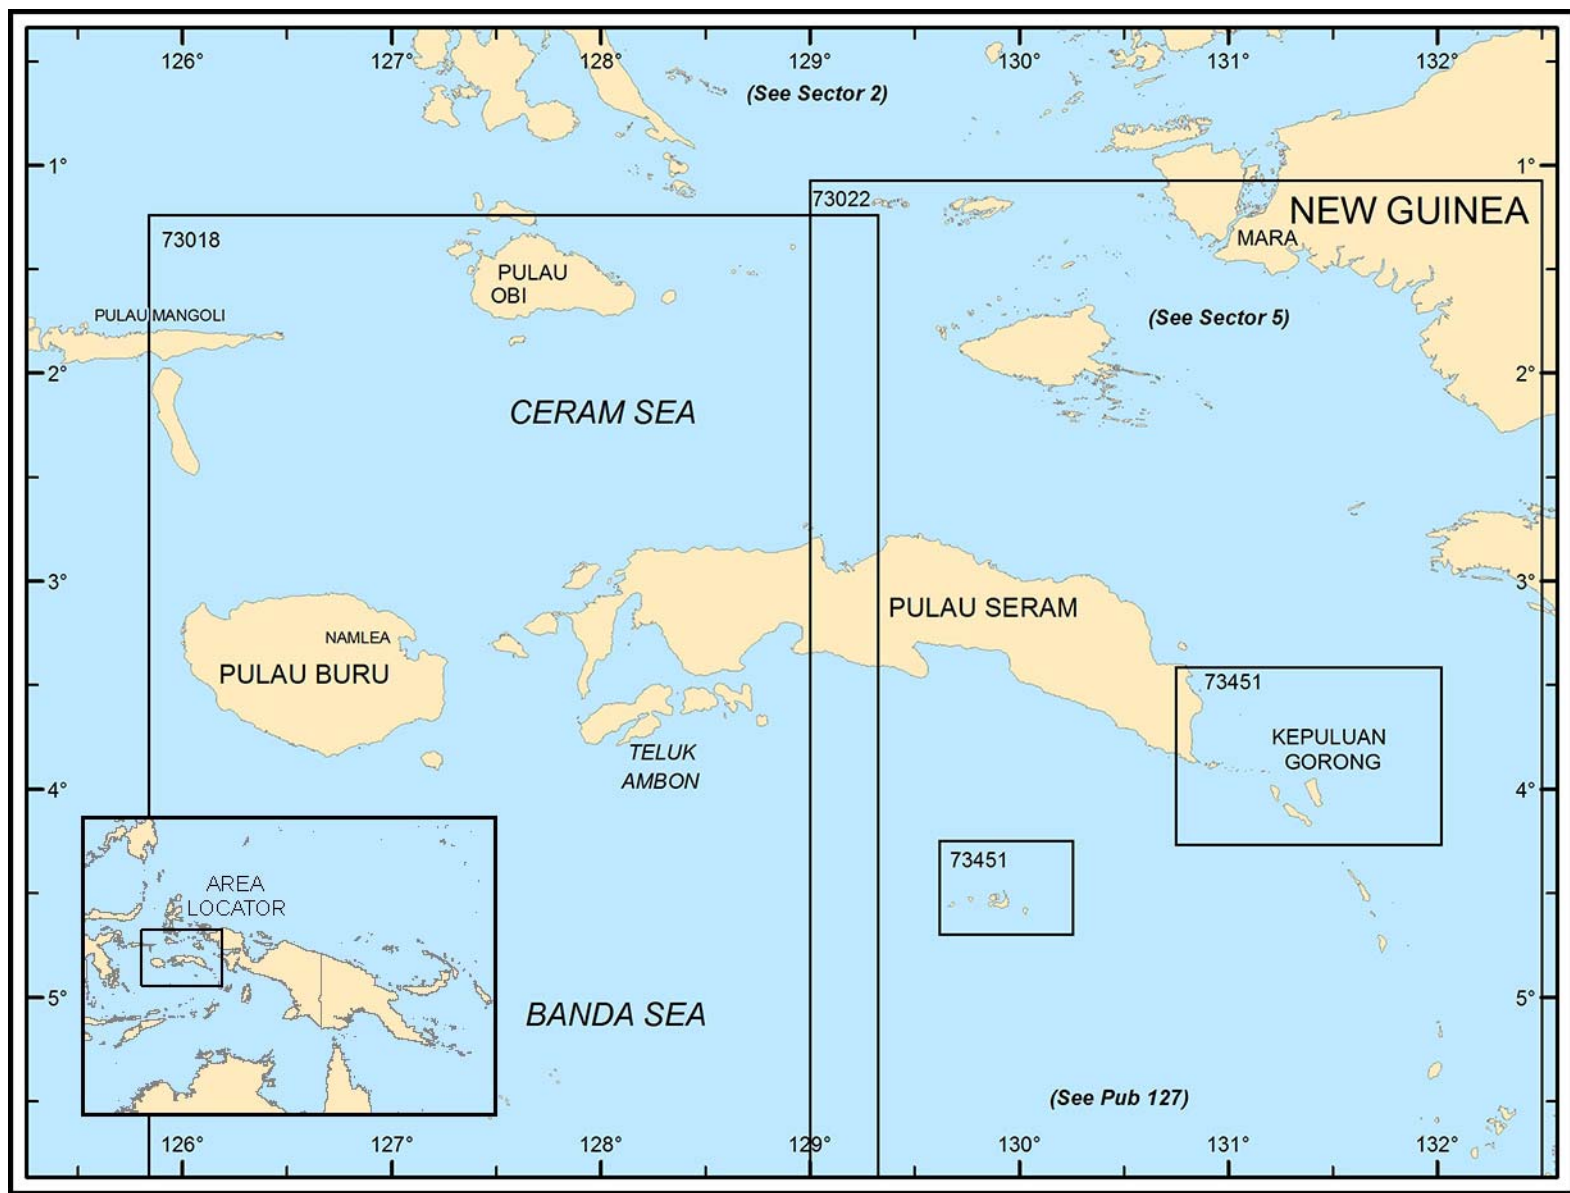 126° 127° 128° 129° 130° 131° 132°
(See Sector 2)
1° 1°
73022
NEW GUINEA
73018
MARA
PULAU
OBI
PULAU MANGOLI
(See Sector 5)
2° 2°
CERAM SEA
3° 3°
PULAU SERAM
NAMLEA
PULAU BURU
73451
KEPULUAN
GORONG
TELUK
AMBON
4° 4°
73451
AREA
LOCATOR
5° 5°
BANDA SEA
(See Pub 127)
126° 127° 128° 129° 130° 131° 132°